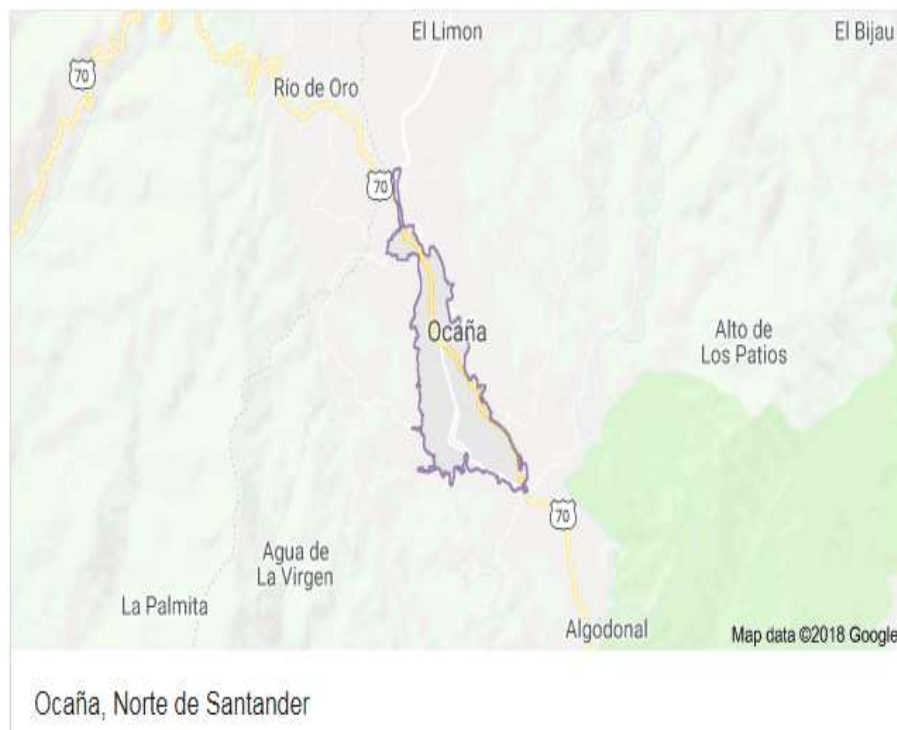 El Limon
El Bijau
70
Río de Oro
70
Ocaña
Alto de
Los Patios
70
Agua de
La Virgen
La Palmita
Algodonal
Map data ©2018 Google
Ocaña, Norte de Santander